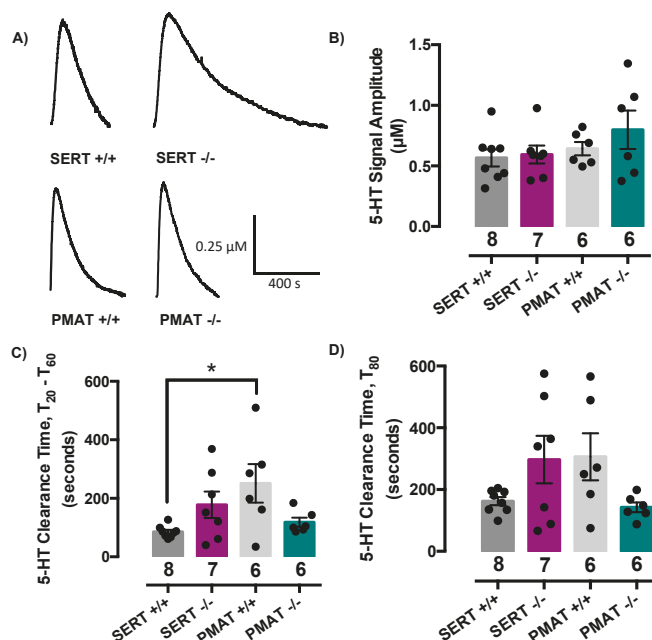 A)
SERT +/+ SERT -/-
0.25 µM
400 s
PMAT +/+ PMAT -/-
B)
5-HT Signal Amplitude
(µM)
1.5
1.0
0.5
0.0
8 7 6 6
SERT +/+ SERT -/- PMAT +/+ PMAT -/-
C)
5-HT Clearance Time, T20 - T60
(seconds)
600
400
200
0
*
8 7 6 6
SERT +/+ SERT -/- PMAT +/+ PMAT -/-
D)
5-HT Clearance Time, T80
(seconds)
600
400
200
0
8 7 6 6
SERT +/+ SERT -/- PMAT +/+ PMAT -/-